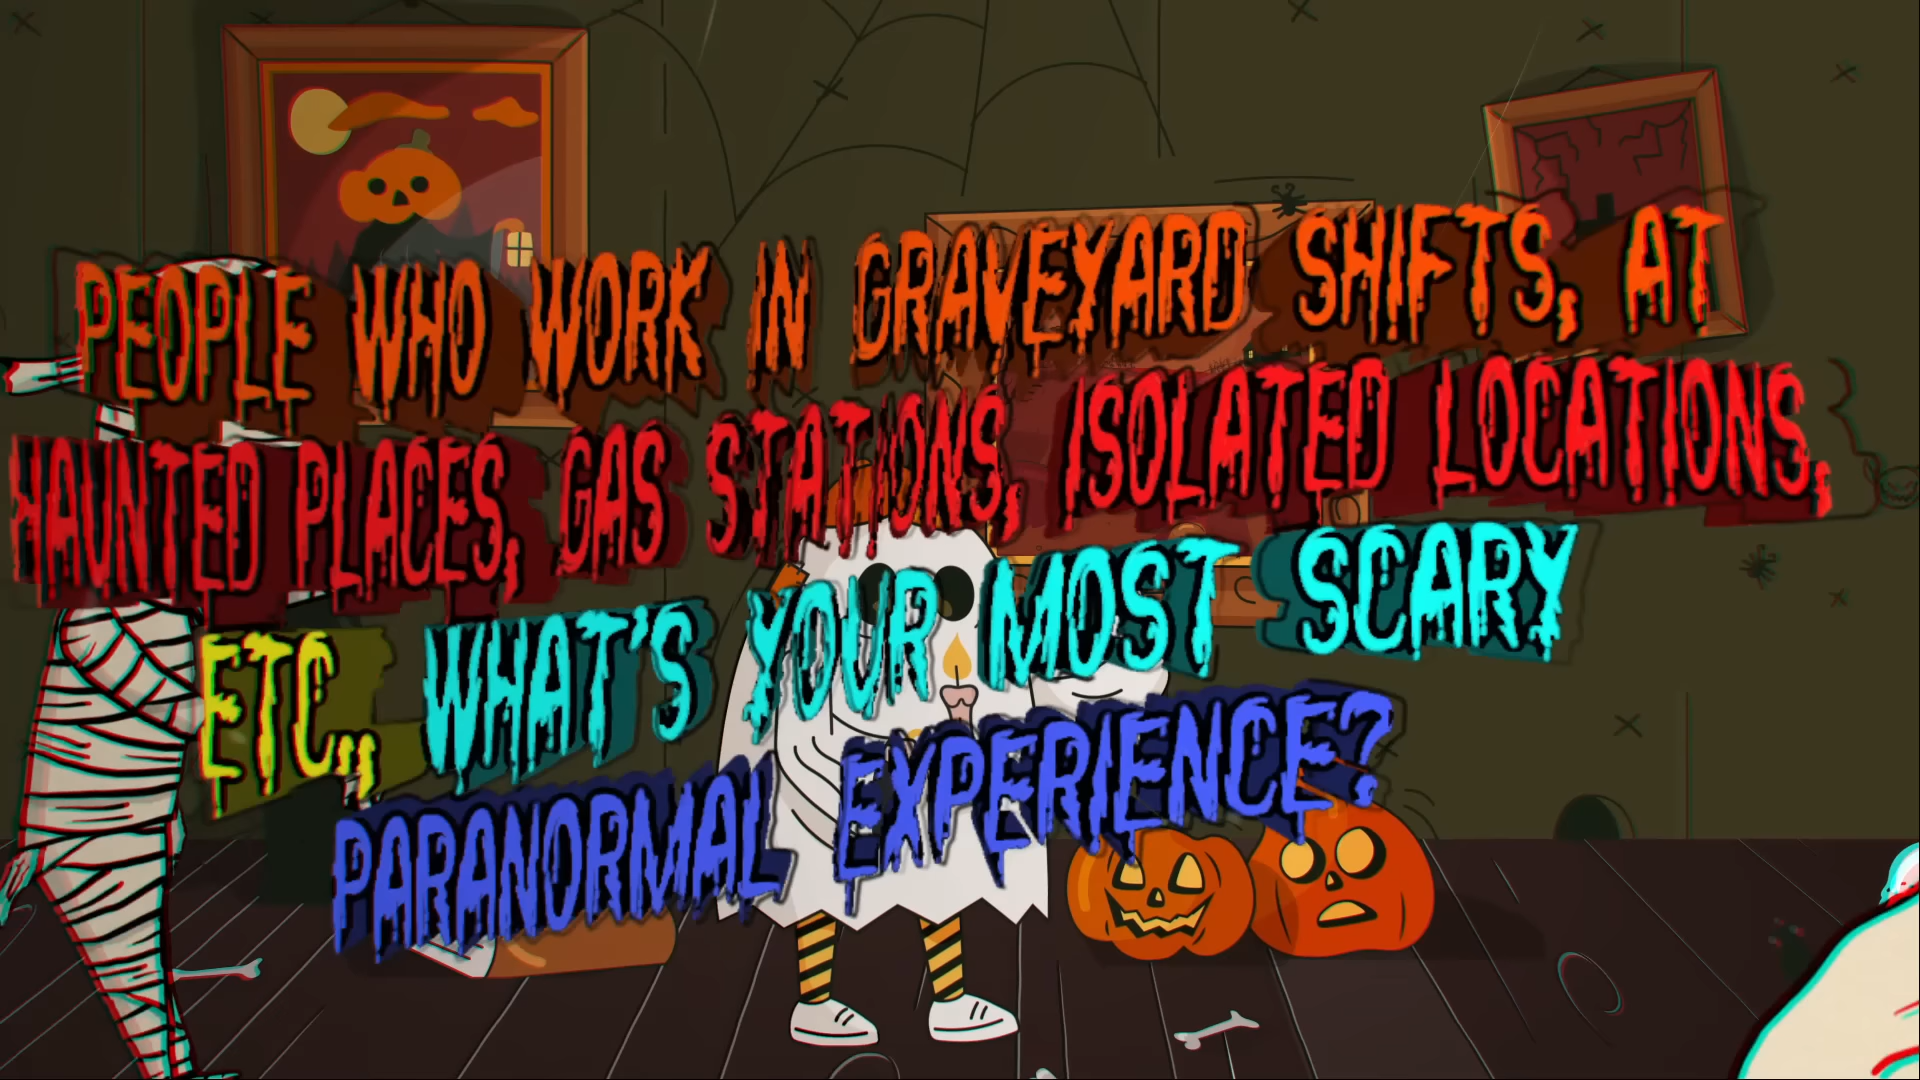 PEOPLE WHO WORK IN GRAVEYARD SHIFTS, AT
HAUNTED PLACES, GAS STATIONS, ISOLATED LOCATIONS,
ETC,, WHAT'S YOUR MOST SCARY
PARANORMAL EXPERIENCE?